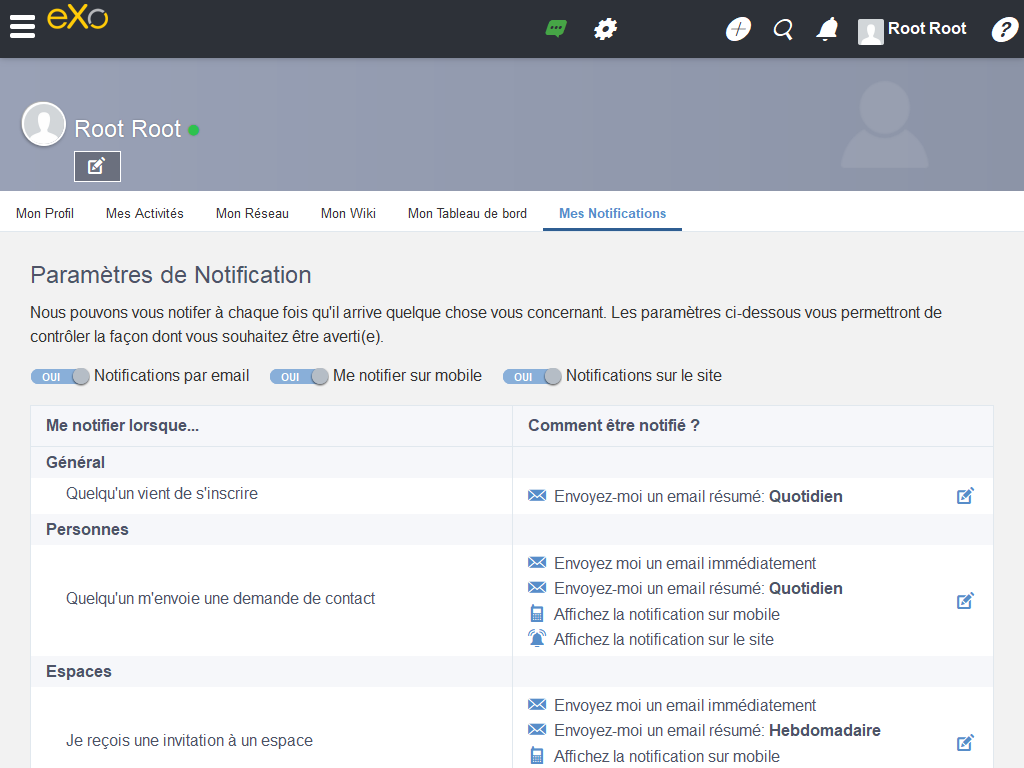 eXo
Root Root
?
Root Root
Mon Profil Mes Activités Mon Réseau Mon Wiki Mon Tableau de bord Mes Notifications
Paramètres de Notification
Nous pouvons vous notifer à chaque fois qu'il arrive quelque chose vous concernant. Les paramètres ci-dessous vous permettront de
contrôler la façon dont vous souhaitez être averti(e).
OUI Notifications par email OUI Me notifier sur mobile OUI Notifications sur le site
Me notifier lorsque... Comment être notifié ?
Général
Quelqu'un vient de s'inscrire Envoyez-moi un email résumé: Quotidien
Personnes
Quelqu'un m'envoie une demande de contact
Envoyez moi un email immédiatement
Envoyez-moi un email résumé: Quotidien
Affichez la notification sur mobile
Affichez la notification sur le site
Espaces
Je reçois une invitation à un espace
Envoyez moi un email immédiatement
Envoyez-moi un email résumé: Hebdomadaire
Affichez la notification sur mobile